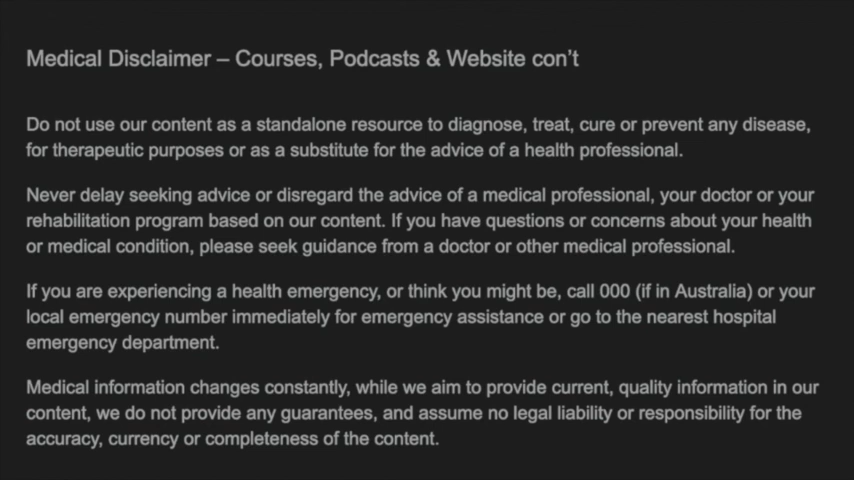 Medical Disclaimer – Courses, Podcasts & Website con’t
Do not use our content as a standalone resource to diagnose, treat, cure or prevent any disease,
for therapeutic purposes or as a substitute for the advice of a health professional.
Never delay seeking advice or disregard the advice of a medical professional, your doctor or your
rehabilitation program based on our content. If you have questions or concerns about your health
or medical condition, please seek guidance from a doctor or other medical professional.
If you are experiencing a health emergency, or think you might be, call 000 (if in Australia) or your
local emergency number immediately for emergency assistance or go to the nearest hospital
emergency department.
Medical information changes constantly, while we aim to provide current, quality information in our
content, we do not provide any guarantees, and assume no legal liability or responsibility for the
accuracy, currency or completeness of the content.